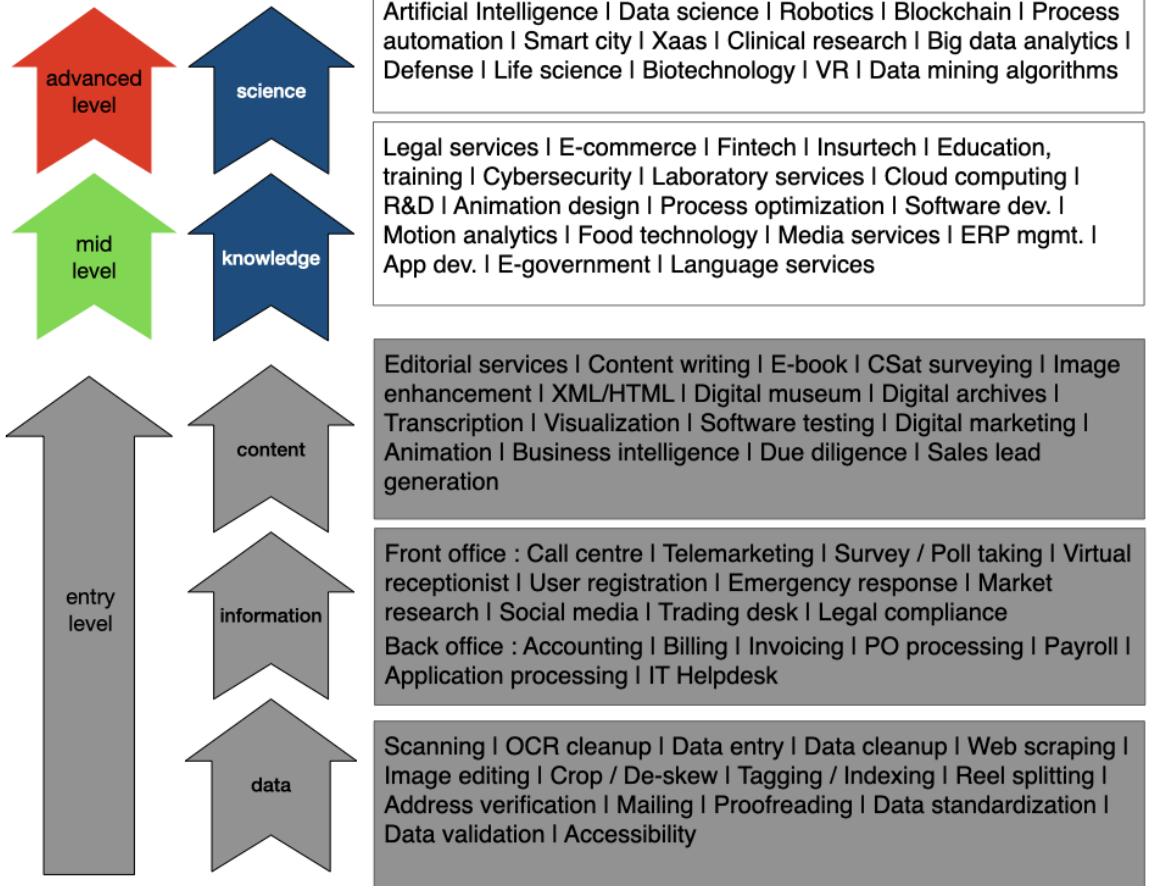 advanced
level
science
Artificial Intelligence | Data science | Robotics | Blockchain | Process
automation | Smart city | Xaas | Clinical research | Big data analytics |
Defense | Life science | Biotechnology | VR | Data mining algorithms
mid
level
knowledge
Legal services | E-commerce | Fintech | Insurtech | Education,
training | Cybersecurity | Laboratory services | Cloud computing |
R&D | Animation design | Process optimization | Software dev. |
Motion analytics | Food technology | Media services | ERP mgmt. |
App dev. | E-government | Language services
entry
level
content
Editorial services | Content writing | E-book | CSat surveying | Image
enhancement | XML/HTML | Digital museum | Digital archives |
Transcription | Visualization | Software testing | Digital marketing |
Animation | Business intelligence | Due diligence | Sales lead
generation
information
Front office : Call centre | Telemarketing | Survey / Poll taking | Virtual
receptionist | User registration | Emergency response | Market
research | Social media | Trading desk | Legal compliance
Back office : Accounting | Billing | Invoicing | PO processing | Payroll |
Application processing | IT Helpdesk
data
Scanning | OCR cleanup | Data entry | Data cleanup | Web scraping |
Image editing | Crop / De-skew | Tagging / Indexing | Reel splitting |
Address verification | Mailing | Proofreading | Data standardization |
Data validation | Accessibility